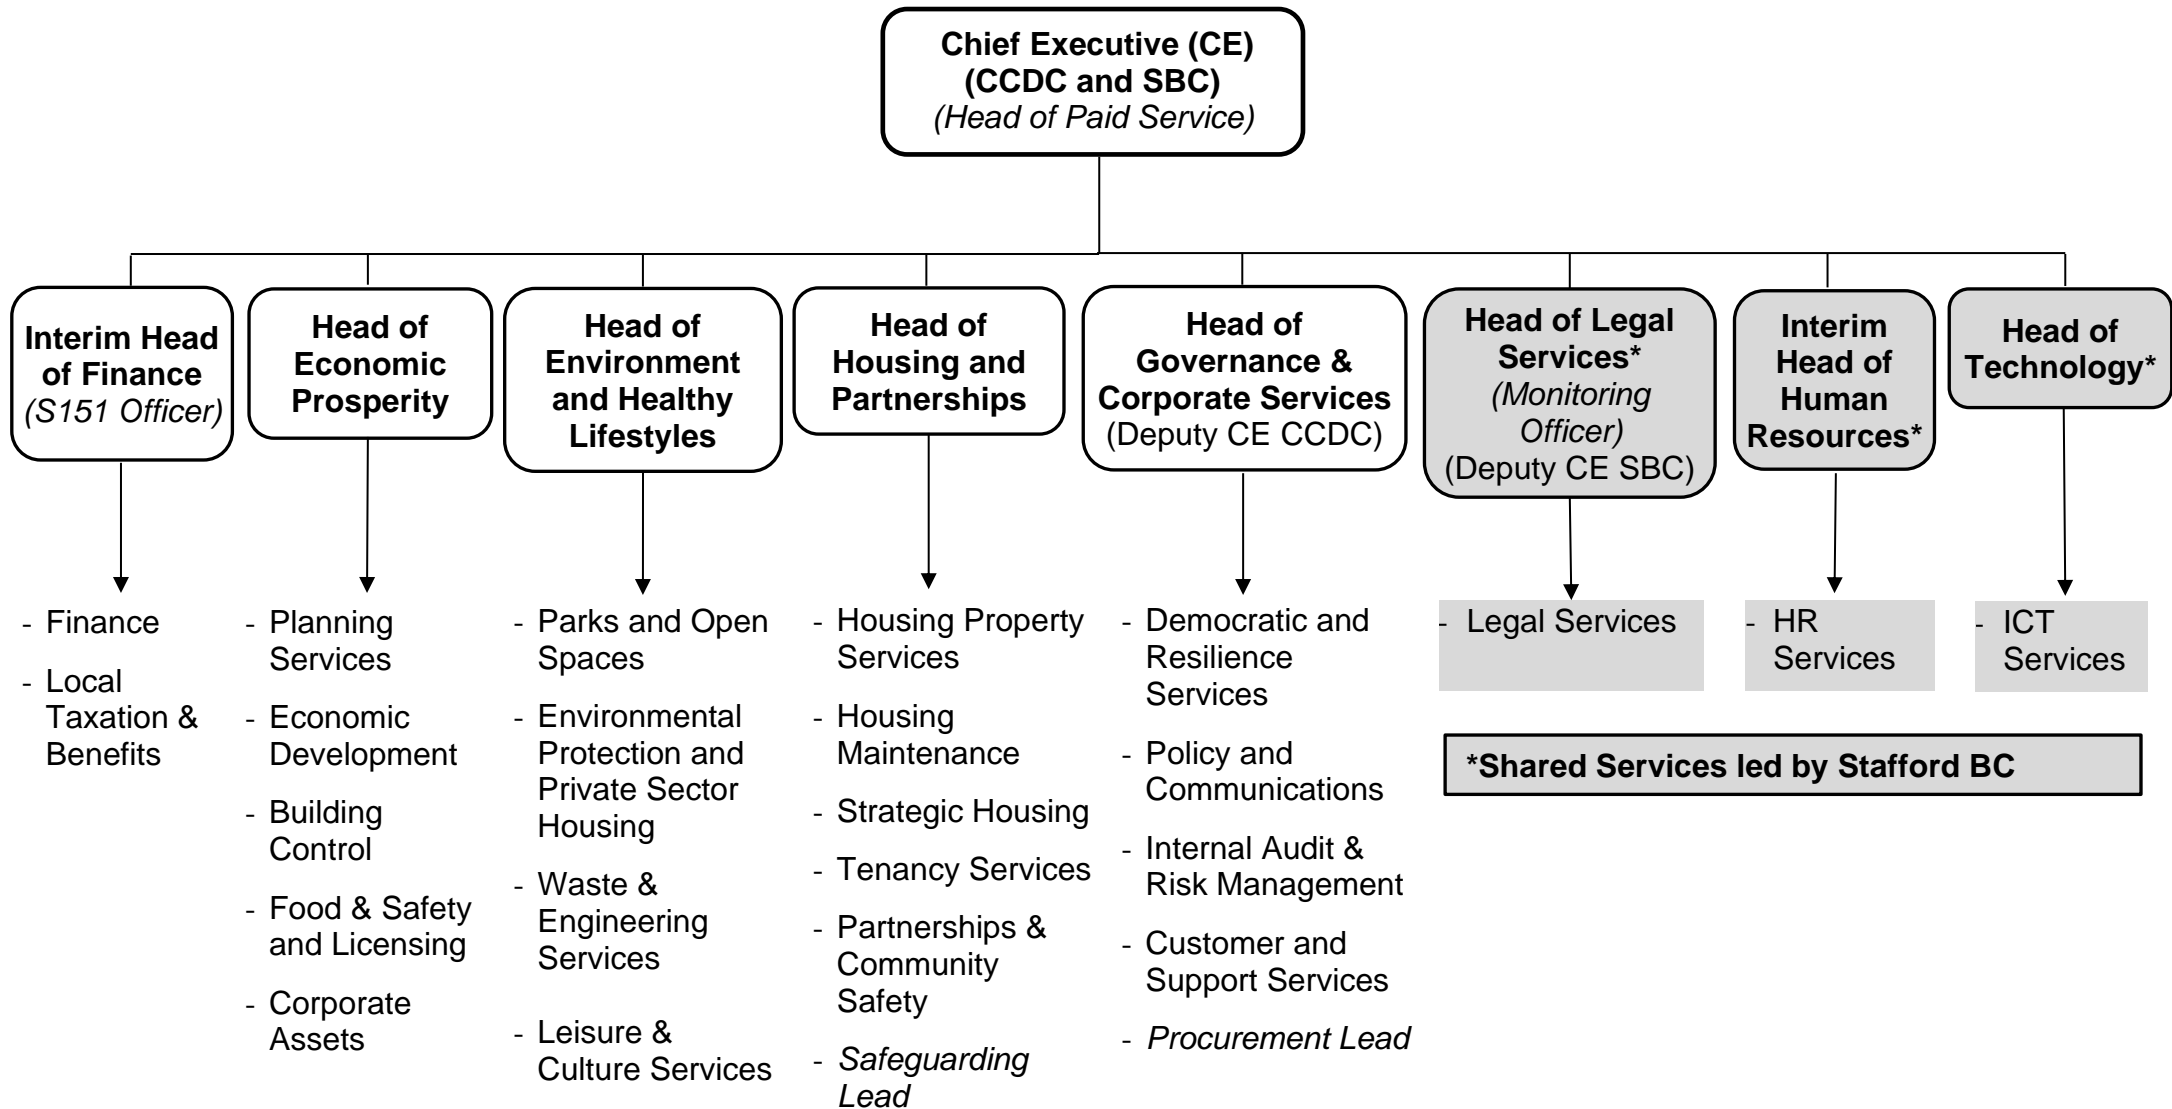 Chief Executive (CE)
(CCDC and SBC)
(Head of Paid Service)
Interim Head
of Finance
(S151 Officer)
Head of
Economic
Prosperity
Head of
Environment
and Healthy
Lifestyles
Head of
Housing and
Partnerships
Head of
Governance &
Corporate Services
(Deputy CE CCDC)
Head of Legal
Services*
(Monitoring
Officer)
(Deputy CE SBC)
Interim
Head of
Human
Resources*
Head of
Technology*
- Finance
- Local
Taxation &
Benefits
- Planning
Services
- Economic
Development
- Building
Control
- Food & Safety
and Licensing
- Corporate
Assets
- Parks and Open
Spaces
- Environmental
Protection and
Private Sector
Housing
- Waste &
Engineering
Services
- Leisure &
Culture Services
- Housing Property
Services
- Housing
Maintenance
- Strategic Housing
- Tenancy Services
- Partnerships &
Community
Safety
- Safeguarding
Lead
- Democratic and
Resilience
Services
- Policy and
Communications
- Internal Audit &
Risk Management
- Customer and
Support Services
- Procurement Lead
- Legal Services
- HR
Services
- ICT
Services
*Shared Services led by Stafford BC